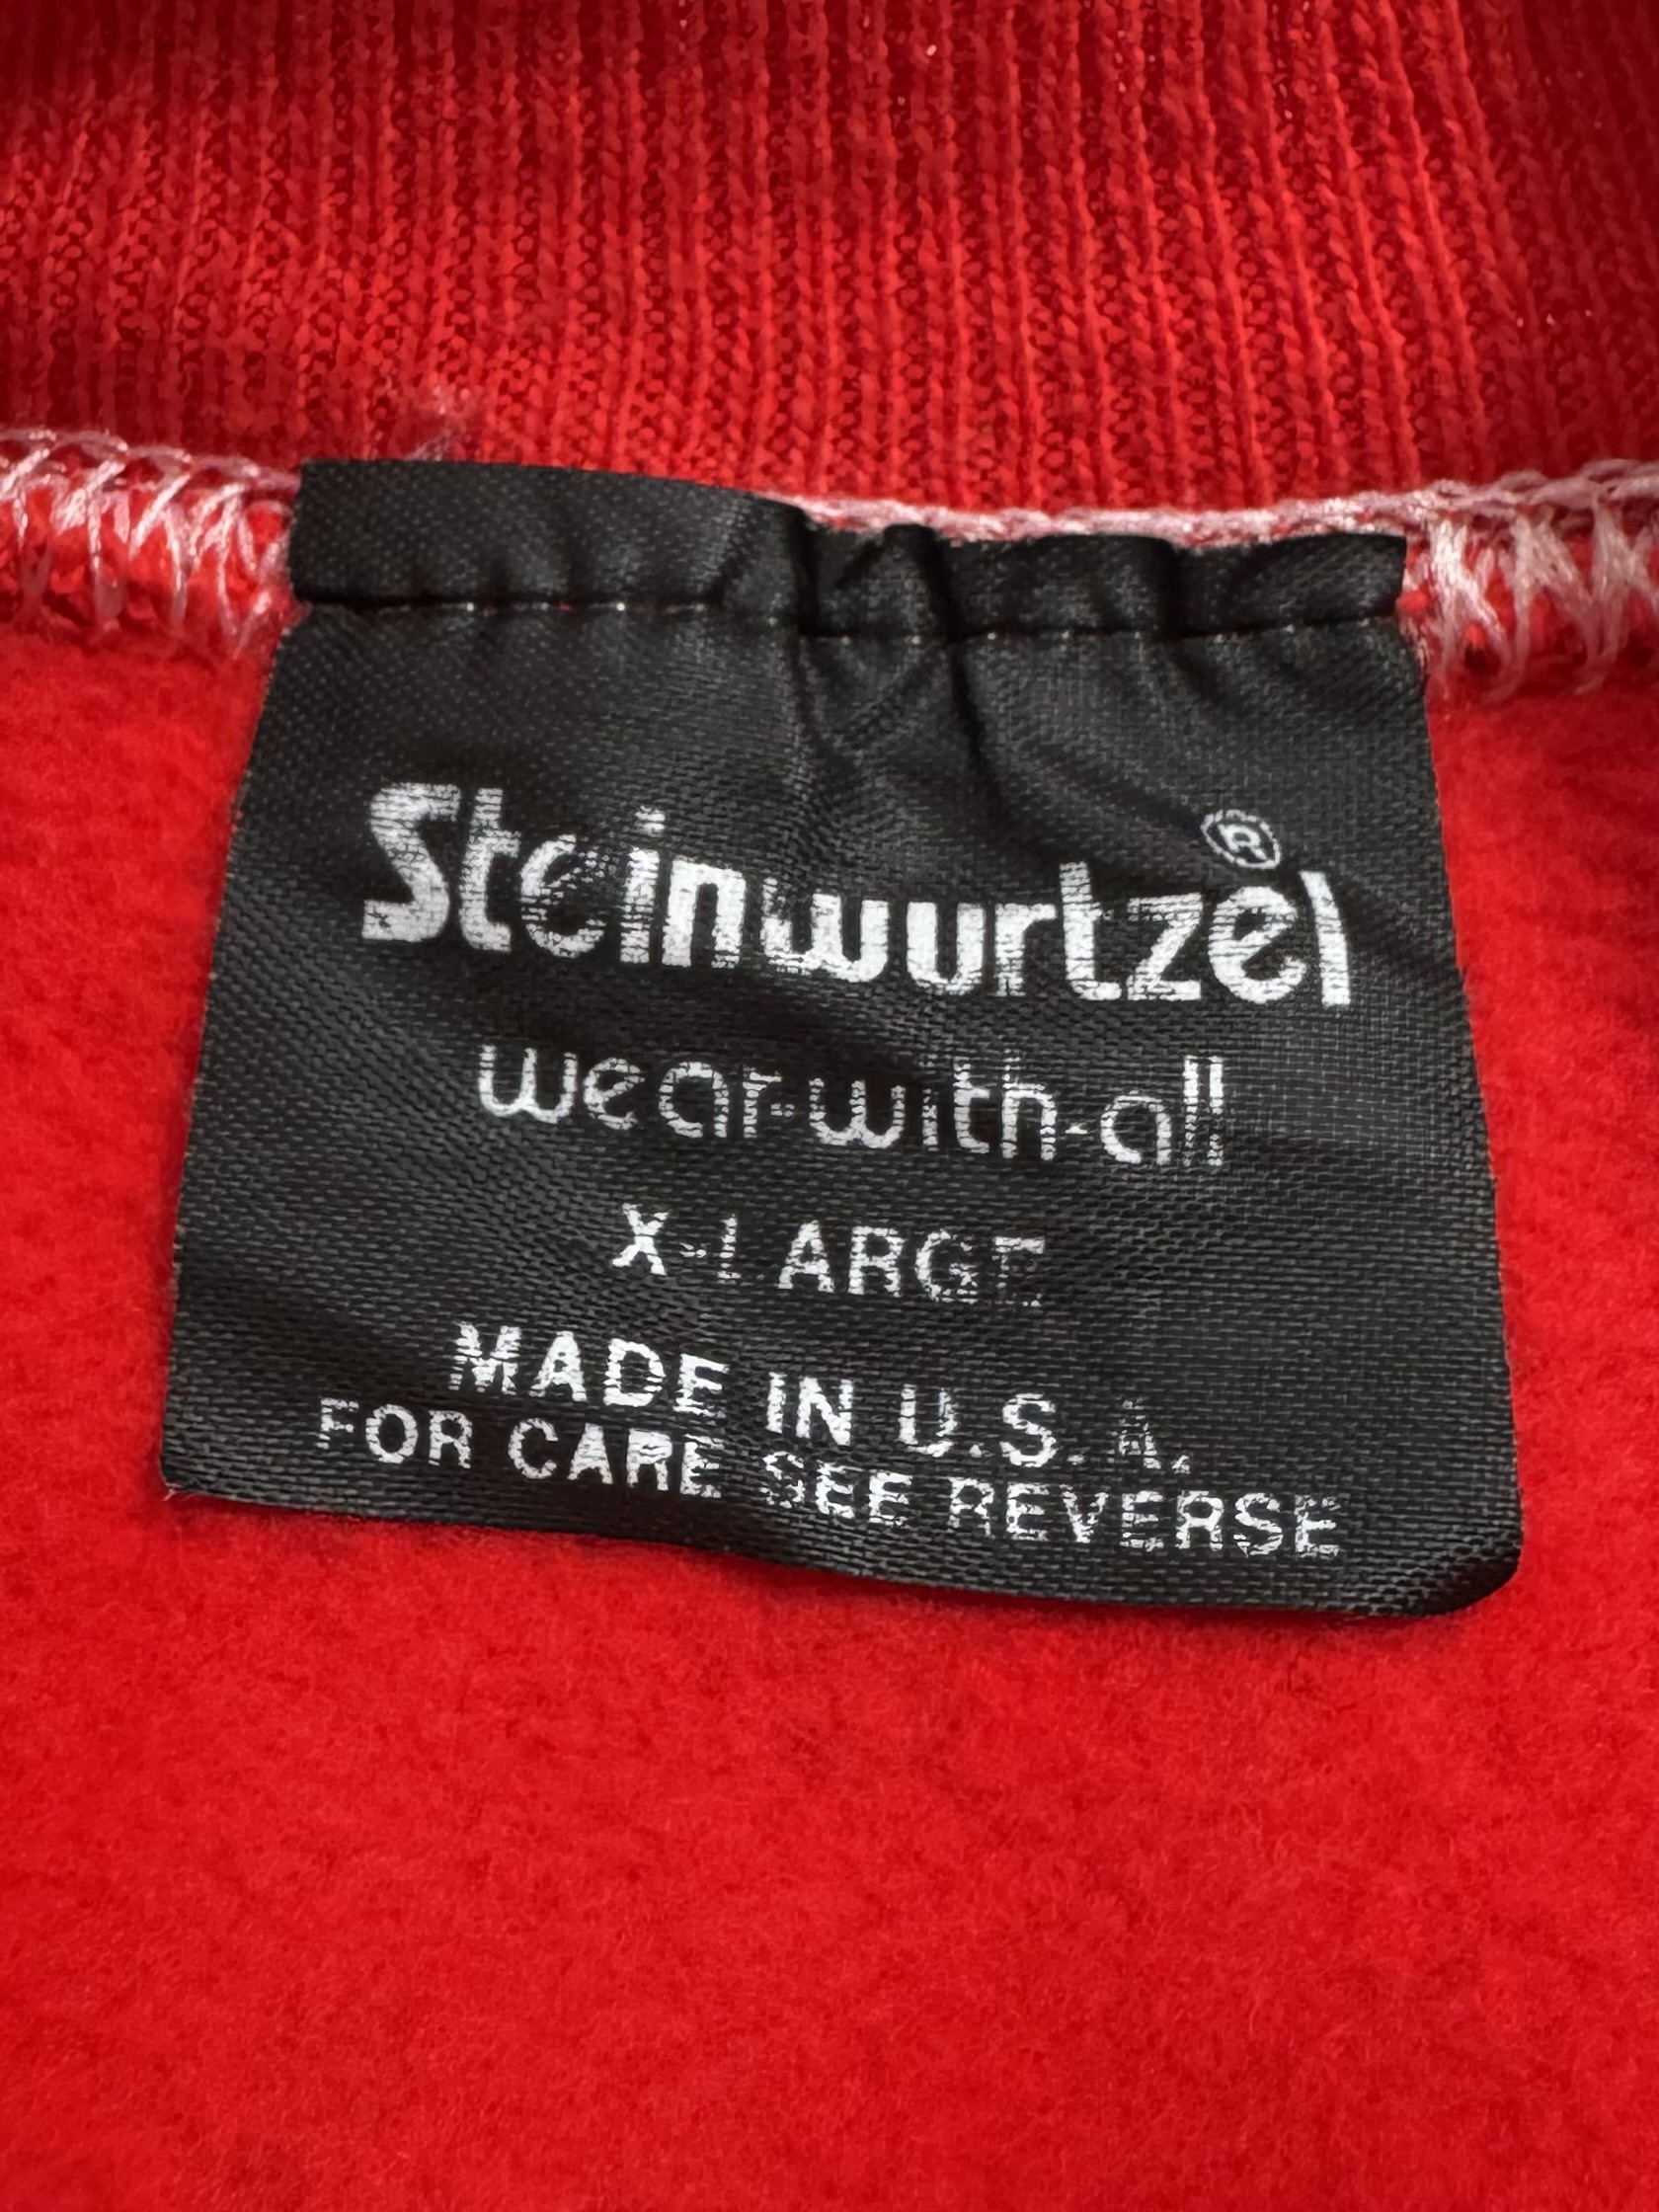 Steinwurtzel®
wear-with-all
X-LARGE
MADE IN U.S.A.
FOR CARE SEE REVERSE